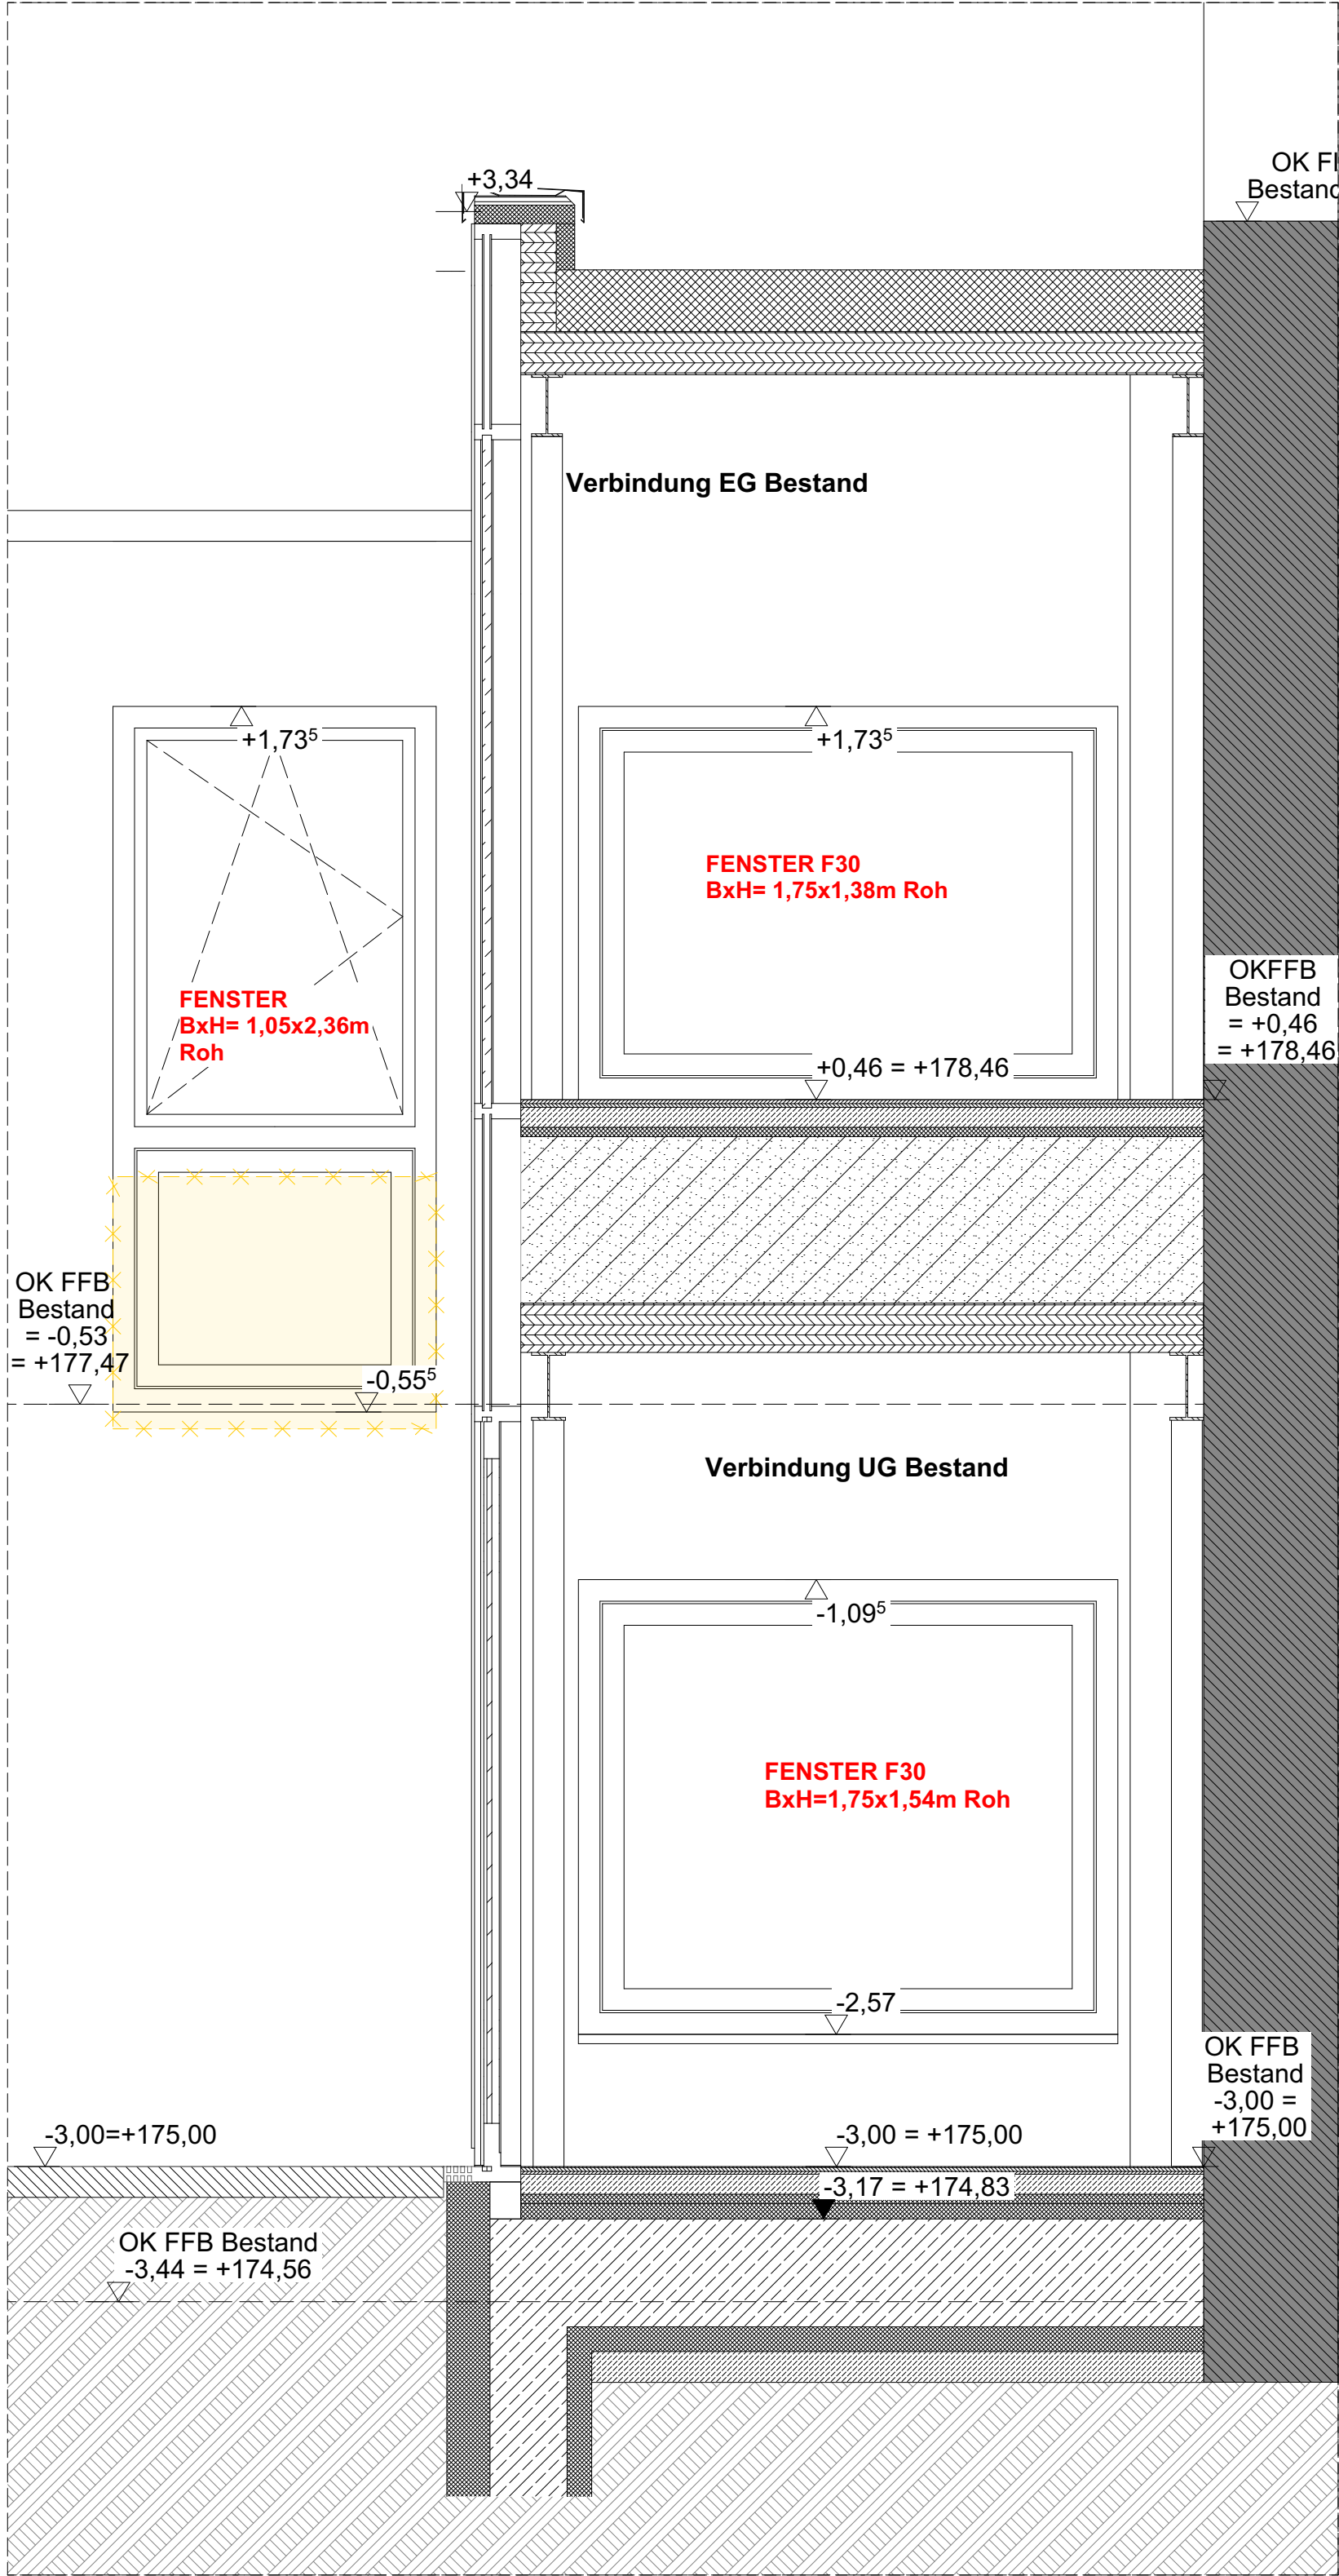 +3,34
OK F
Bestand
Verbindung EG Bestand
+1,73⁵
+1,73⁵
FENSTER F30
BxH= 1,75x1,38m Roh
FENSTER
BxH= 1,05x2,36m
Roh
OKFFB
Bestand
= +0,46
= +178,46
+0,46 = +178,46
OK FFB
Bestand
= -0,53
= +177,47
-0,55⁵
Verbindung UG Bestand
-1,09⁵
FENSTER F30
BxH=1,75x1,54m Roh
-2,57
OK FFB
Bestand
-3,00 =
+175,00
-3,00=+175,00
-3,00 = +175,00
-3,17 = +174,83
OK FFB Bestand
-3,44 = +174,56